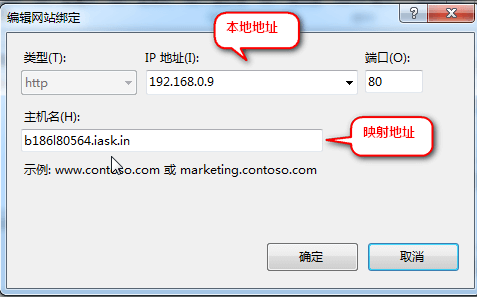 编辑网站绑定
本地地址
类型(T):
IP 地址(I):
端口(O):
http
192.168.0.9
80
主机名(H):
b186l80564.iask.in
映射地址
示例: www.contoso.com 或 marketing.contoso.com
确定
取消